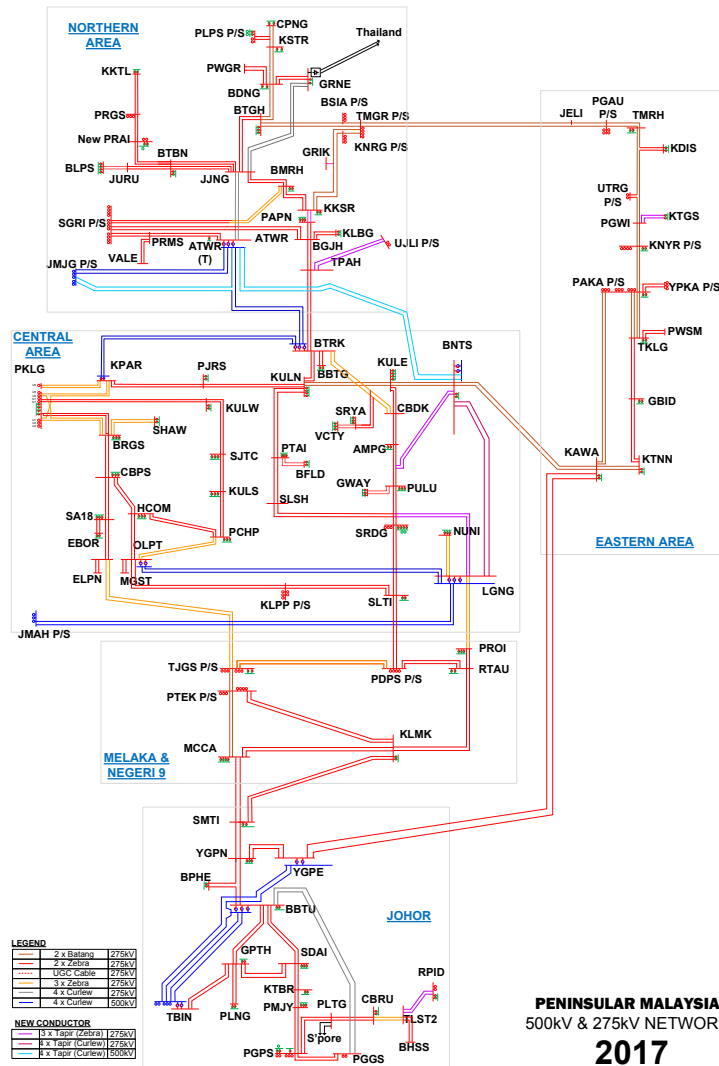 NORTHERN
AREA
PLPS P/S
CPNG
KSTR
Thailand
KKTL
PWGR
BDNG
GRNE
PRGS
BTGH
BSIA P/S
TMGR P/S
JELI
PGAU
P/S
TMRH
New PRAI
KNRG P/S
KDIS
BTBN
GRIK
BLPS
JURU
JJNG
BMRH
UTRG
P/S
KKSR
PGWI
KTGS
SGRI P/S
PAPN
PRMS
ATWR
(T)
ATWR
BGJH
KLBG
UJLI P/S
KNYR P/S
VALE
TPAH
JMJG P/S
PAKA P/S
YPKA P/S
CENTRAL
AREA
BTRK
BNTS
PWSM
TKLG
PKLG
KPAR
PJRS
KULN
BBTG
KULE
KULW
SRYA
CBDK
GBID
SHAW
VCTY
BRGS
SJTC
PTAI
AMPG
KAWA
KTNN
CBPS
BFLD
GWAY
PULU
KULS
SLSH
SA18
HCOM
EBOR
OLPT
PCHP
SRDG
NUNI
EASTERN AREA
ELPN
MGST
KLPP P/S
SLTI
LGNG
JMAH P/S
PROI
TJGS P/S
PDPS P/S
RTAU
PTEK P/S
KLMK
MCCA
MELAKA &
NEGERI 9
SMTI
YGPN
YGPE
BPHE
BBTU
JOHOR
GPTH
SDAI
RPID
KTBR
CBRU
PMJY
PLTG
TLST2
TBIN
PLNG
S'pore
BHSS
PGPS
PGGS
LEGEND
2 x Batang 275kV
2 x Zebra 275kV
UGC Cable 275kV
3 x Zebra 275kV
4 x Curlew 275kV
4 x Curlew 500kV
NEW CONDUCTOR
3 x Tapir (Zebra) 275kV
4 x Tapir (Curlew) 275kV
4 x Tapir (Curlew) 500kV
PENINSULAR MALAYSIA
500kV & 275kV NETWOR
2017